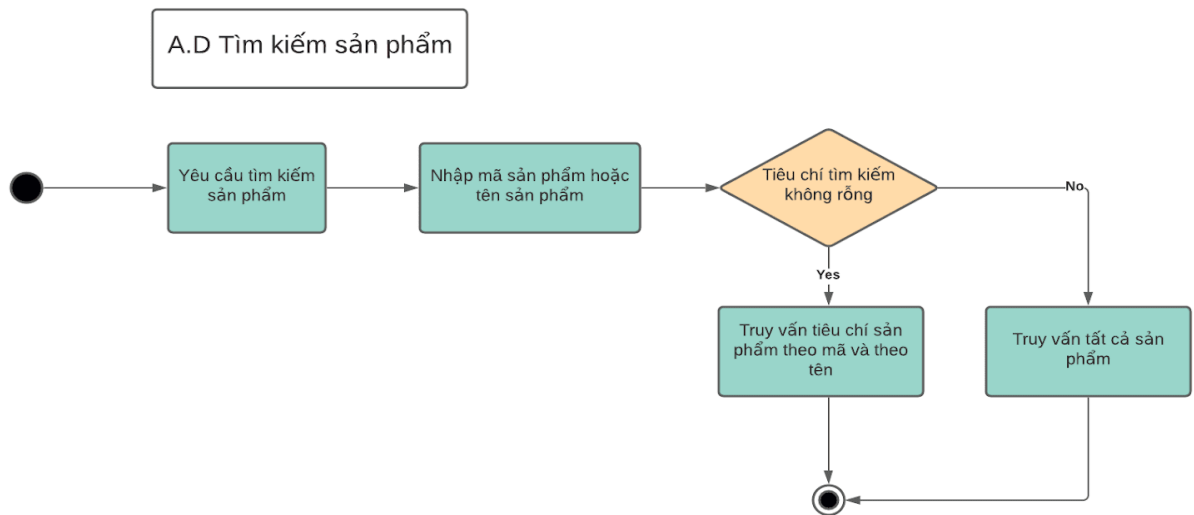 A.D Tìm kiếm sản phẩm
Yêu cầu tìm kiếm
sản phẩm
Nhập mã sản phẩm hoặc
tên sản phẩm
Tiêu chí tìm kiếm
không rỗng
No
Yes
Truy vấn tiêu chí sản
phẩm theo mã và theo
tên
Truy vấn tất cả sản
phẩm